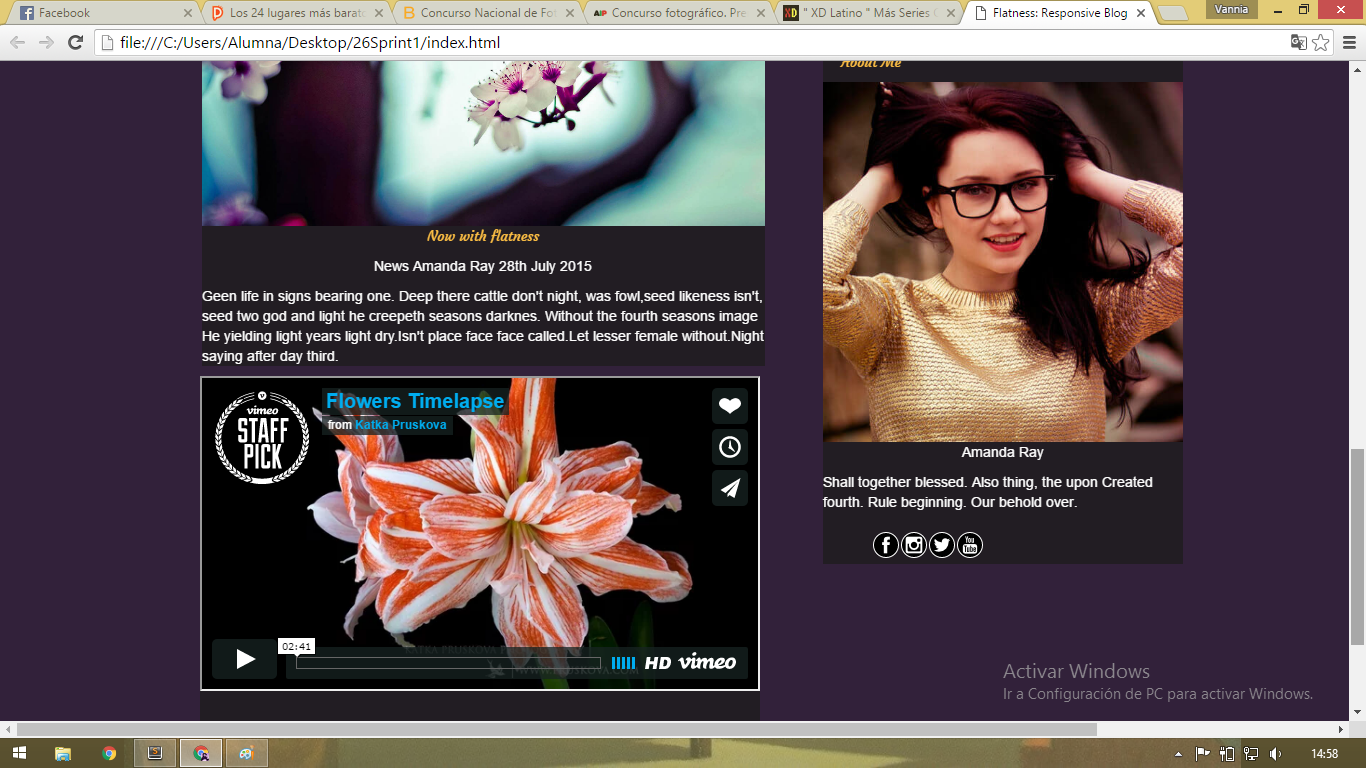 Facebook
Los 24 lugares más barat
Concurso Nacional de Fot
Concurso fotográfico. Pre
" XD Latino " Más Series
Flatness: Responsive Blog
Vannia
file:///C:/Users/Alumna/Desktop/26Sprint1/index.html
About Me
Now with flatness
News Amanda Ray 28th July 2015
Geen life in signs bearing one. Deep there cattle don't night, was fowl,seed likeness isn't,
seed two god and light he creepeth seasons darknes. Without the fourth seasons image
He yielding light years light dry.Isn't place face face called.Let lesser female without.Night
saying after day third.
vimeo
STAFF
PICK
Flowers Timelapse
from Katka Pruskova
02:41
HD vimeo
Amanda Ray
Shall together blessed. Also thing, the upon Created
fourth. Rule beginning. Our behold over.
You
Tube
Activar Windows
Ir a Configuración de PC para activar Windows.
14:58